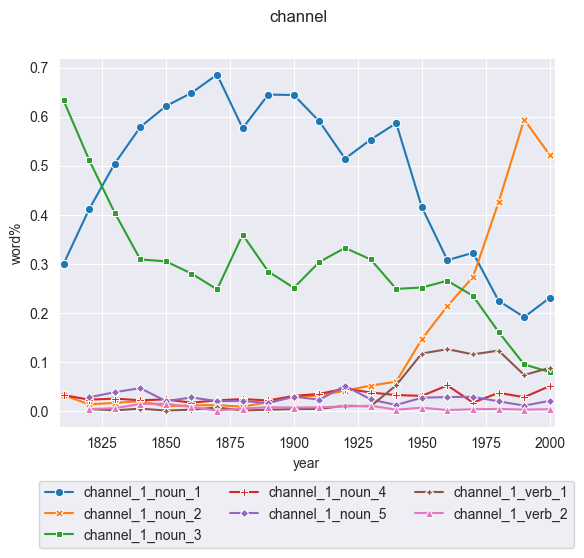 channel
0.7
0.6
0.5
0.4
0.3
0.2
0.1
0.0
word%
1825 1850 1875 1900 1925 1950 1975 2000
year
channel_1_noun_1 channel_1_noun_4 channel_1_verb_1
channel_1_noun_2 channel_1_noun_5 channel_1_verb_2
channel_1_noun_3